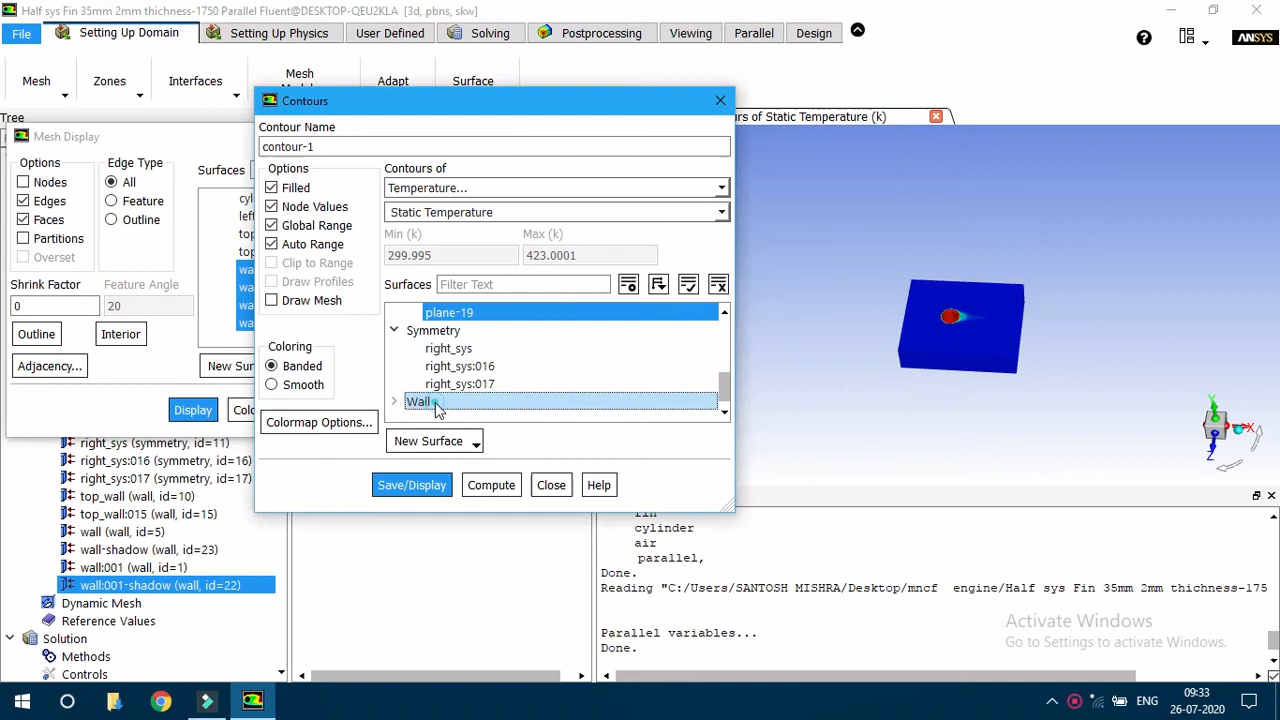 Half sys Fin 35mm 2mm thickness-1750 Parallel Fluent@DESKTOP-QEU2KLA [3d, pbns, skw]
File
Setting Up Domain
Setting Up Physics
User Defined
Solving
Postprocessing
Viewing
Parallel
Design
ANSYS
Mesh
Zones
Interfaces
Mesh
Adapt
Surface
Tree
rs of Static Temperature (k)
Mesh Display
Options
Nodes
Edges
Faces
Partitions
Overset
Edge Type
All
Feature
Outline
Surfaces
Shrink Factor
Feature Angle
0
20
Outline
Interior
Adjacency...
New Sur
Display
Contours
Contour Name
contour-1
Options
Filled
Node Values
Global Range
Auto Range
Clip to Range
Draw Profiles
Draw Mesh
Coloring
Banded
Smooth
Colormap Options...
Contours of
Temperature...
Static Temperature
Min (k)
Max (k)
299.995
423.0001
Surfaces
Filter Text
plane-19
Symmetry
right_sys
right_sys:016
right_sys:017
Wall
New Surface
Save/Display
Compute
Close
Help
right_sys (symmetry, id=11)
right_sys:016 (symmetry, id=16)
right_sys:017 (symmetry, id=17)
top_wall (wall, id=10)
top_wall:015 (wall, id=15)
wall (wall, id=5)
wall-shadow (wall, id=23)
wall:001 (wall, id=1)
wall:001-shadow (wall, id=22)
Dynamic Mesh
Reference Values
Solution
Methods
Controls
Y
X
Z
fin
cylinder
air
parallel,
Done.
Reading "C:/Users/SANTOSH MISHRA/Desktop/mncf engine/Half sys Fin 35mm 2mm thickness-175
Parallel variables...
Done.
Activate Windows
Go to Settings to activate Windows.
ENG
09:33
26-07-2020